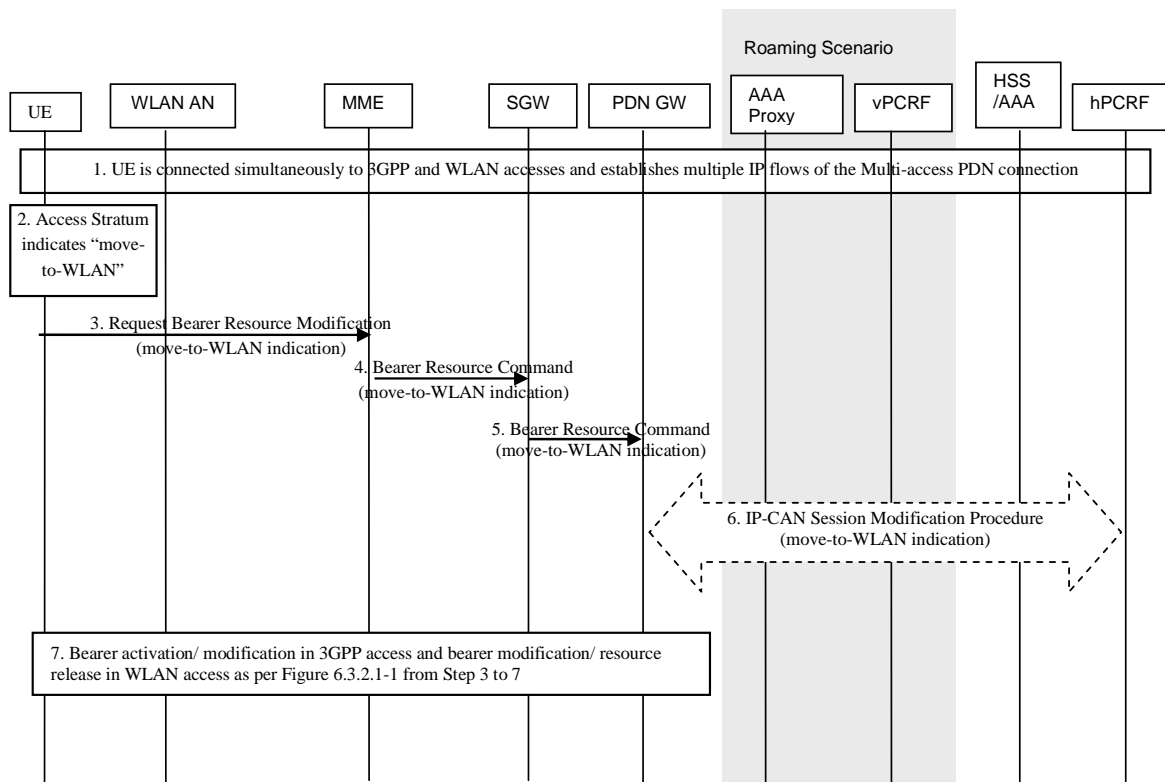 Roaming Scenario
UE
WLAN AN
MME
SGW
PDN GW
AAA
Proxy
vPCRF
HSS
/AAA
hPCRF
1. UE is connected simultaneously to 3GPP and WLAN accesses and establishes multiple IP flows of the Multi-access PDN connection
2. Access Stratum
indicates “move-
to-WLAN”
3. Request Bearer Resource Modification
(move-to-WLAN indication)
4. Bearer Resource Command
(move-to-WLAN indication)
5. Bearer Resource Command
(move-to-WLAN indication)
6. IP-CAN Session Modification Procedure
(move-to-WLAN indication)
7. Bearer activation/ modification in 3GPP access and bearer modification/ resource
release in WLAN access as per Figure 6.3.2.1-1 from Step 3 to 7